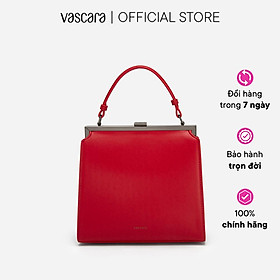 vascara | OFFICIAL STORE
Đổi hàng
trong 7 ngày
Bảo hành
trọn đời
100%
chính hãng